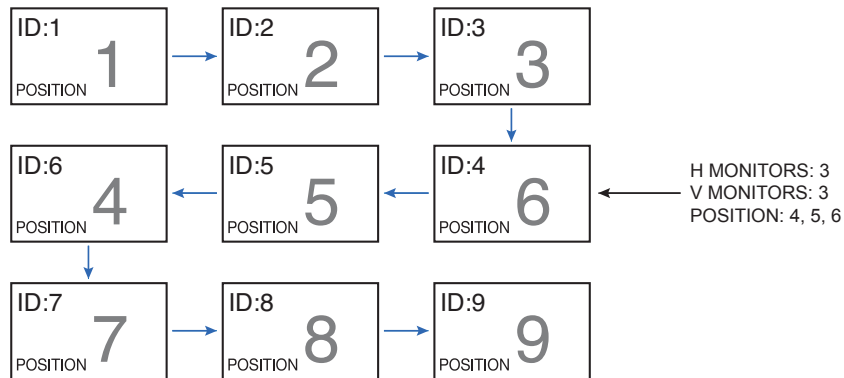 ID:1
1
POSITION
ID:2
2
POSITION
ID:3
3
POSITION
ID:6
4
POSITION
ID:5
5
POSITION
ID:4
6
POSITION
H MONITORS: 3
V MONITORS: 3
POSITION: 4, 5, 6
ID:7
7
POSITION
ID:8
8
POSITION
ID:9
9
POSITION